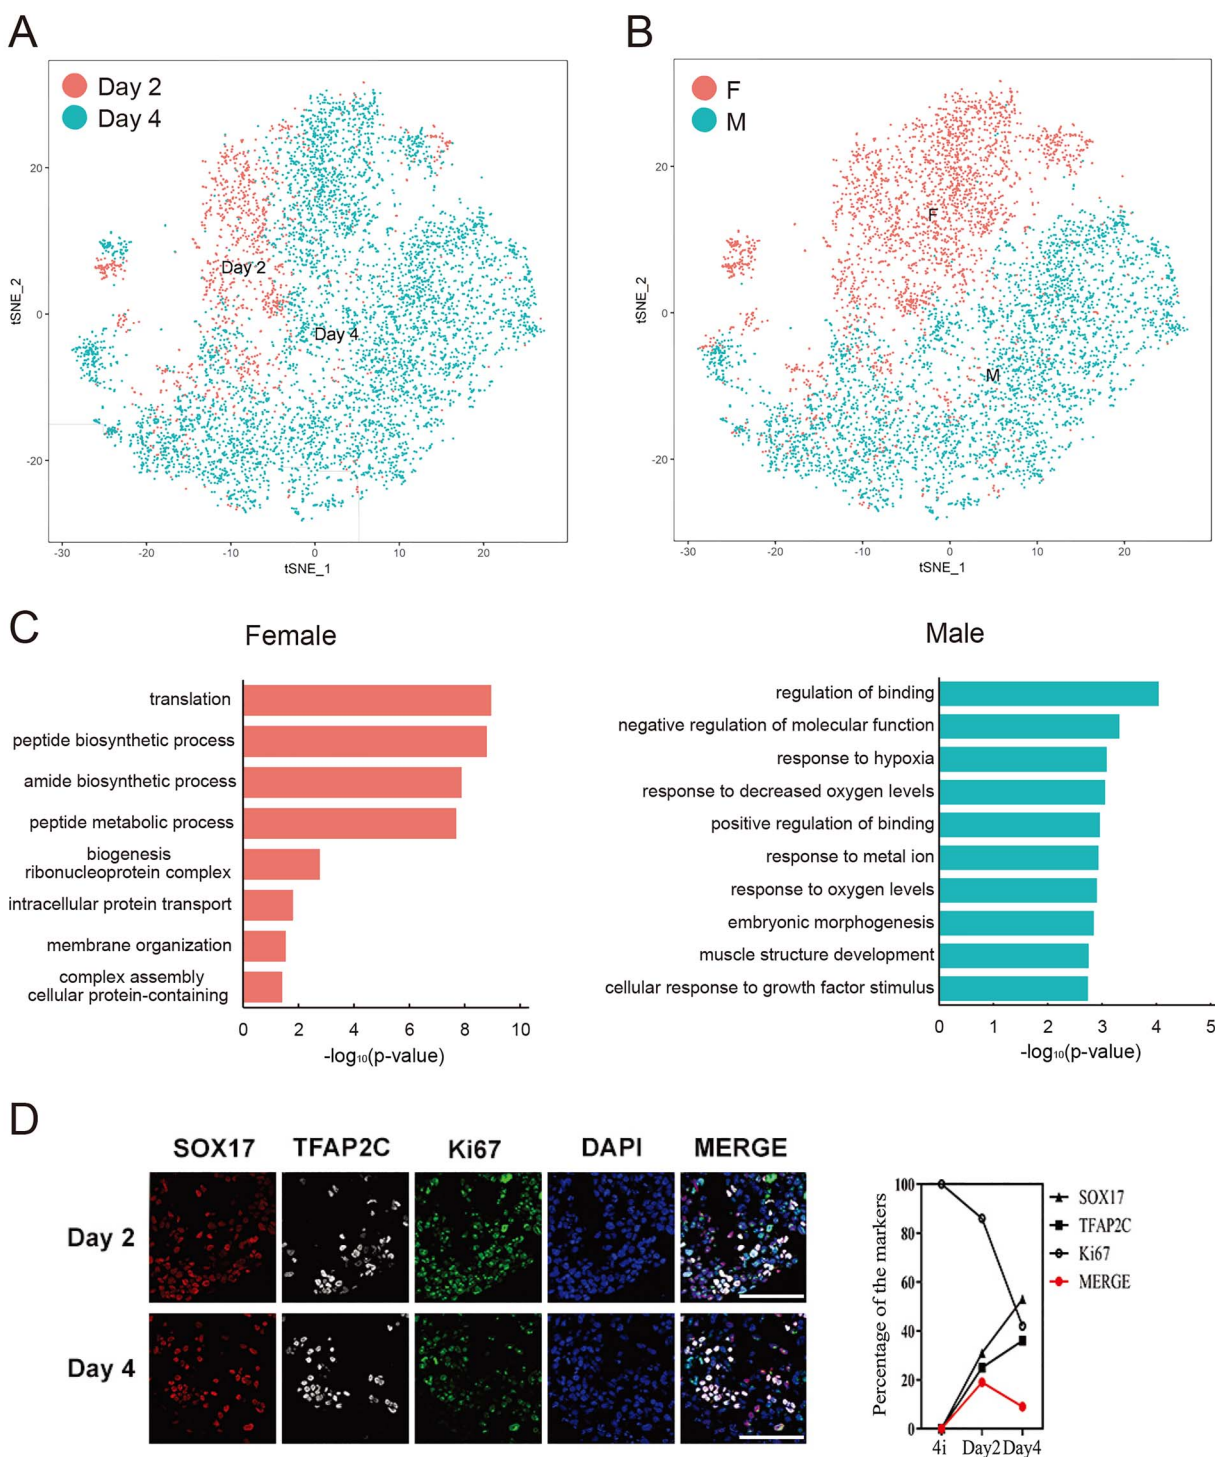 A
B
Day 2
Day 4
Day 2
Day 4
20
0
-20
tSNE_2
-30
-20
-10
0
10
20
tSNE_1
F
M
F
M
20
0
-20
tSNE_2
-30
-20
-10
0
10
20
tSNE_1
C
Female
translation
peptide biosynthetic process
amide biosynthetic process
peptide metabolic process
biogenesis
ribonucleoprotein complex
intracellular protein transport
membrane organization
complex assembly
cellular protein-containing
0 2 4 6 8 10
-log₁₀(p-value)
Male
regulation of binding
negative regulation of molecular function
response to hypoxia
response to decreased oxygen levels
positive regulation of binding
response to metal ion
response to oxygen levels
embryonic morphogenesis
muscle structure development
cellular response to growth factor stimulus
0 1 2 3 4 5
-log₁₀(p-value)
D
SOX17 TFAP2C Ki67 DAPI MERGE
Day 2
Day 4
Percentage of the markers
100
80
60
40
20
0
4i Day2 Day4
SOX17
TFAP2C
Ki67
MERGE